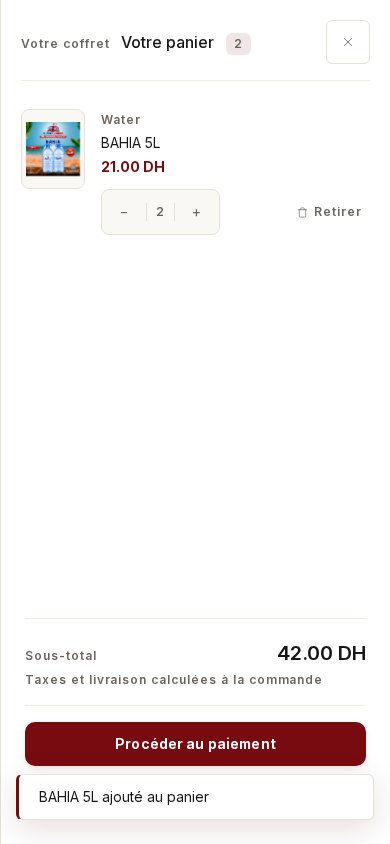 Votre coffret Votre panier 2
Water
BAHIA 5L
21.00 DH
− 2 +
Retirer
Sous-total 42.00 DH
Taxes et livraison calculées à la commande
Procéder au paiement
BAHIA 5L ajouté au panier